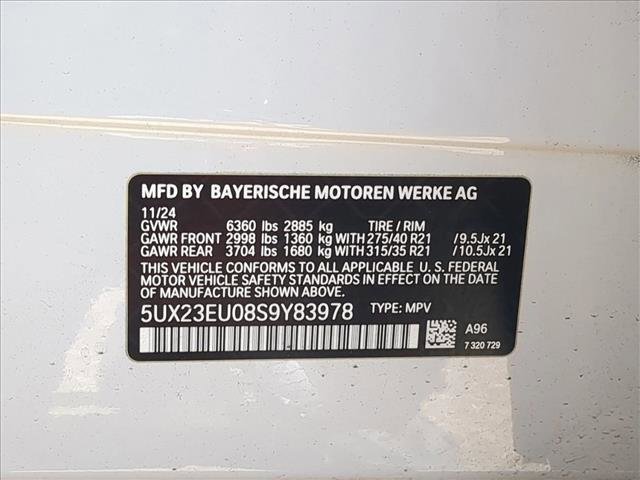 MFD BY BAYERISCHE MOTOREN WERKE AG
11/24
GVWR 6360 lbs 2885 kg TIRE / RIM
GAWR FRONT 2998 lbs 1360 kg WITH 275/40 R21 /9.5Jx 21
GAWR REAR 3704 lbs 1680 kg WITH 315/35 R21 /10.5Jx 21
THIS VEHICLE CONFORMS TO ALL APPLICABLE U. S. FEDERAL
MOTOR VEHICLE SAFETY STANDARDS IN EFFECT ON THE DATE
OF MANUFACTURE SHOWN ABOVE.
5UX23EU08S9Y83978 TYPE: MPV
A96
7 320 729